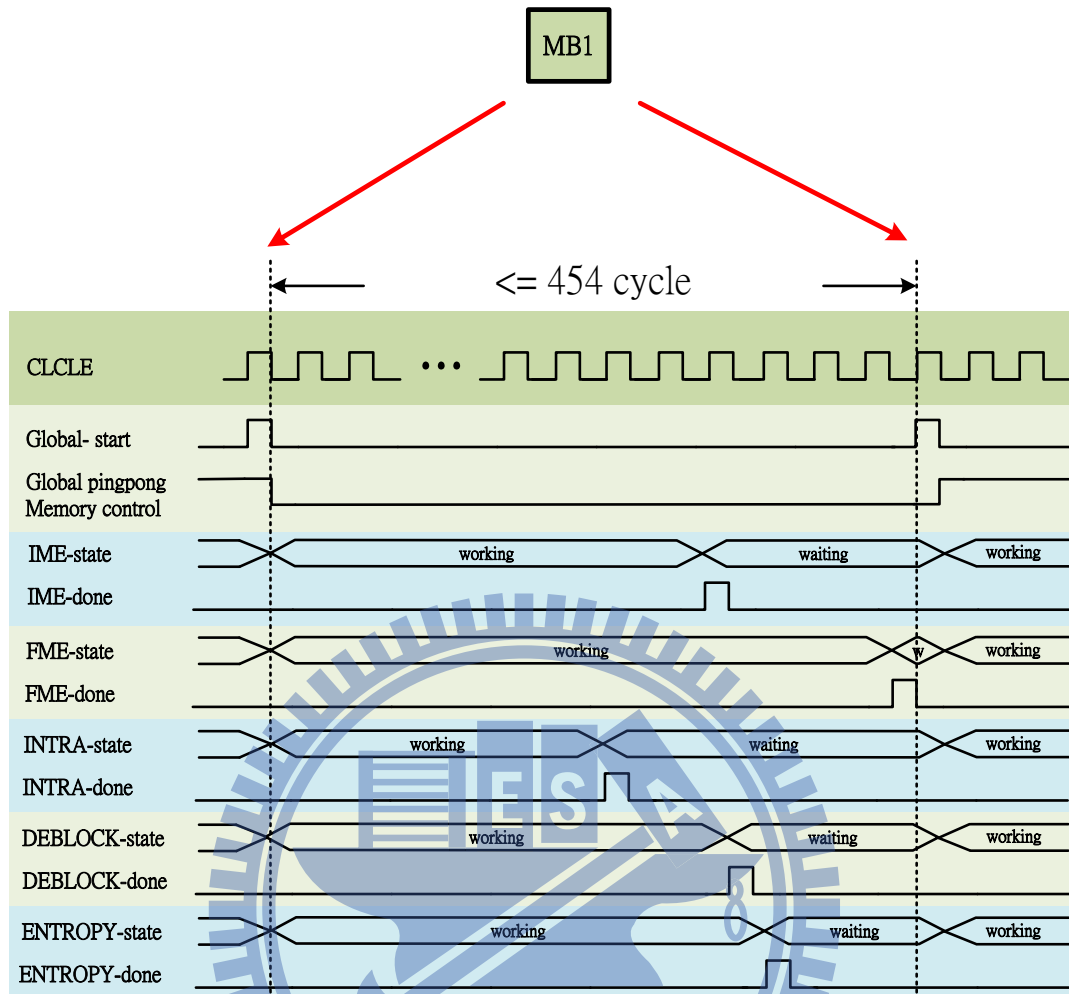 MB1
<= 454 cycle
CLCLE
Global- start
Global pingpong
Memory control
IME-state working waiting working
IME-done
FME-state working w working
FME-done
INTRA-state working waiting working
INTRA-done
DEBLOCK-state working waiting working
DEBLOCK-done
ENTROPY-state working waiting working
ENTROPY-done
ESA
8